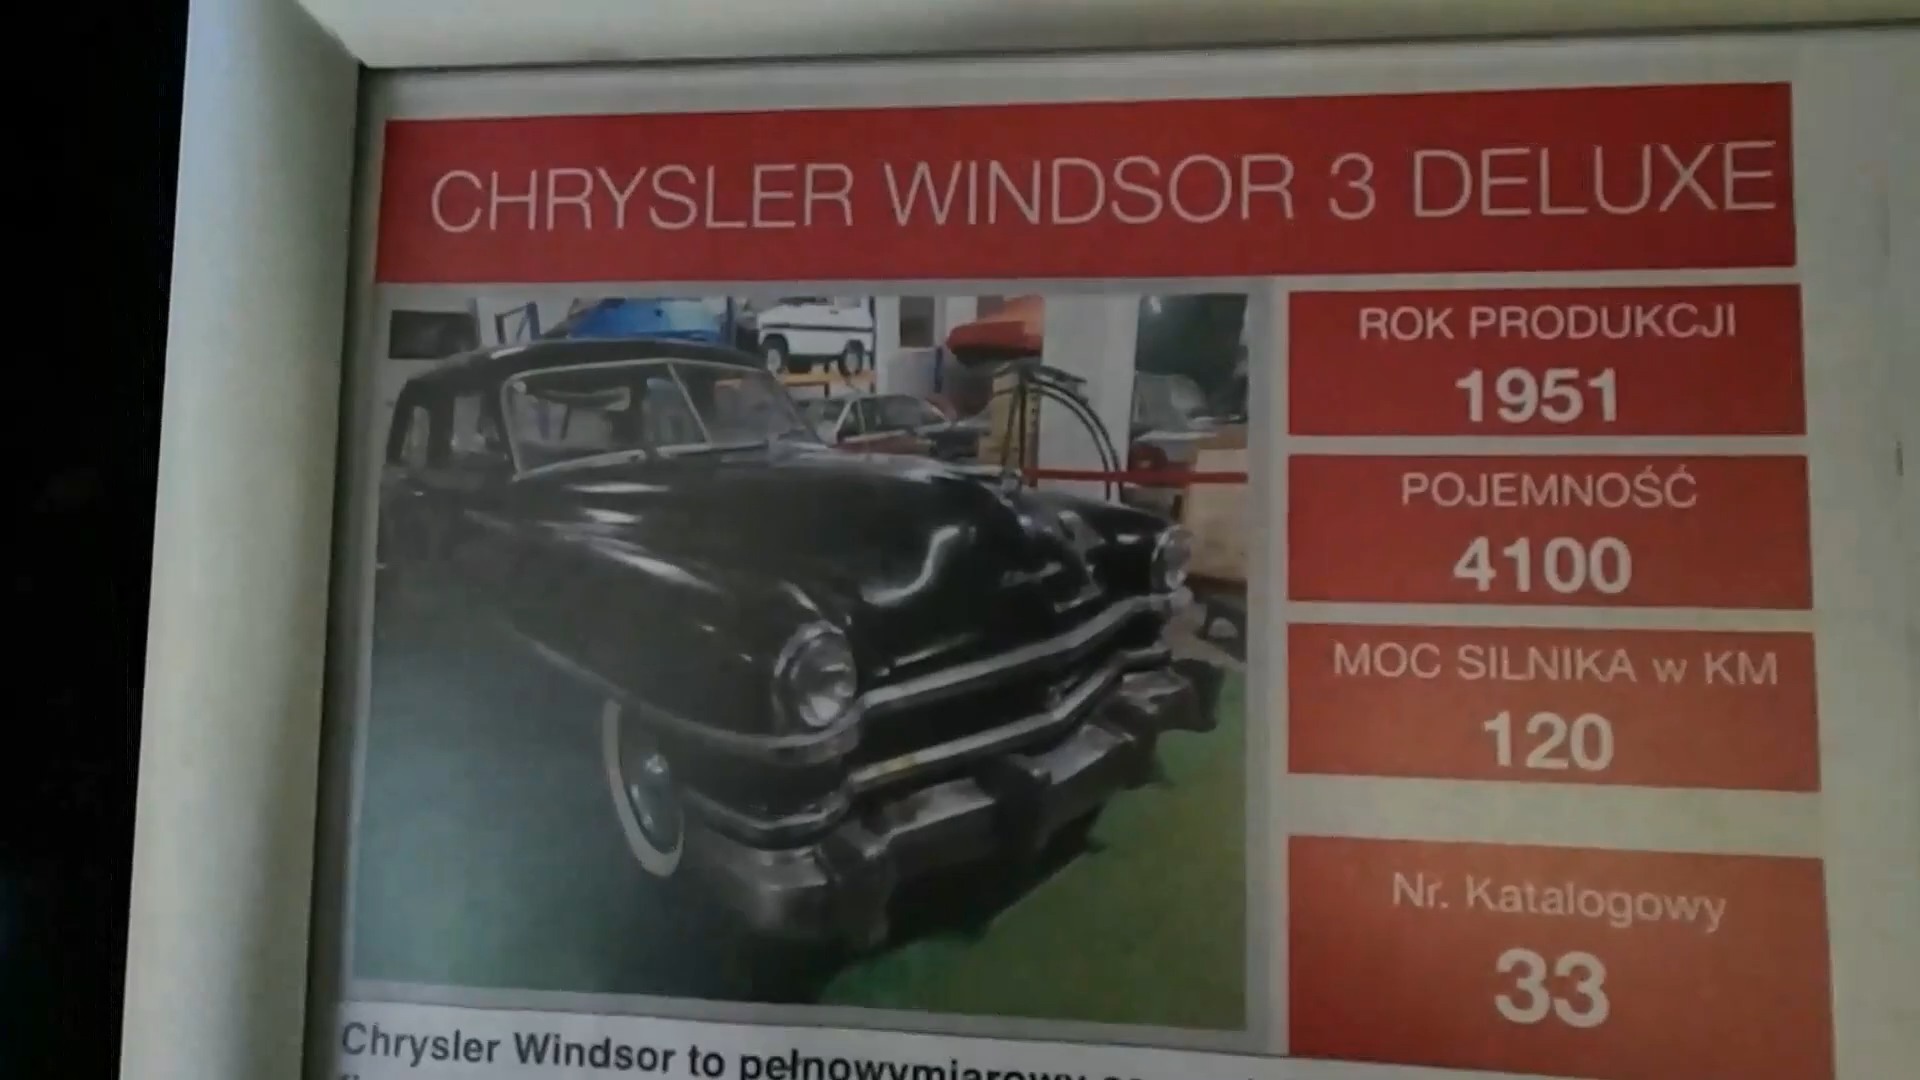 CHRYSLER WINDSOR 3 DELUXE
ROK PRODUKCJI
1951
POJEMNOŚĆ
4100
MOC SILNIKA w KM
120
Nr. Katalogowy
33
Chrysler Windsor to pełnowymiarowy